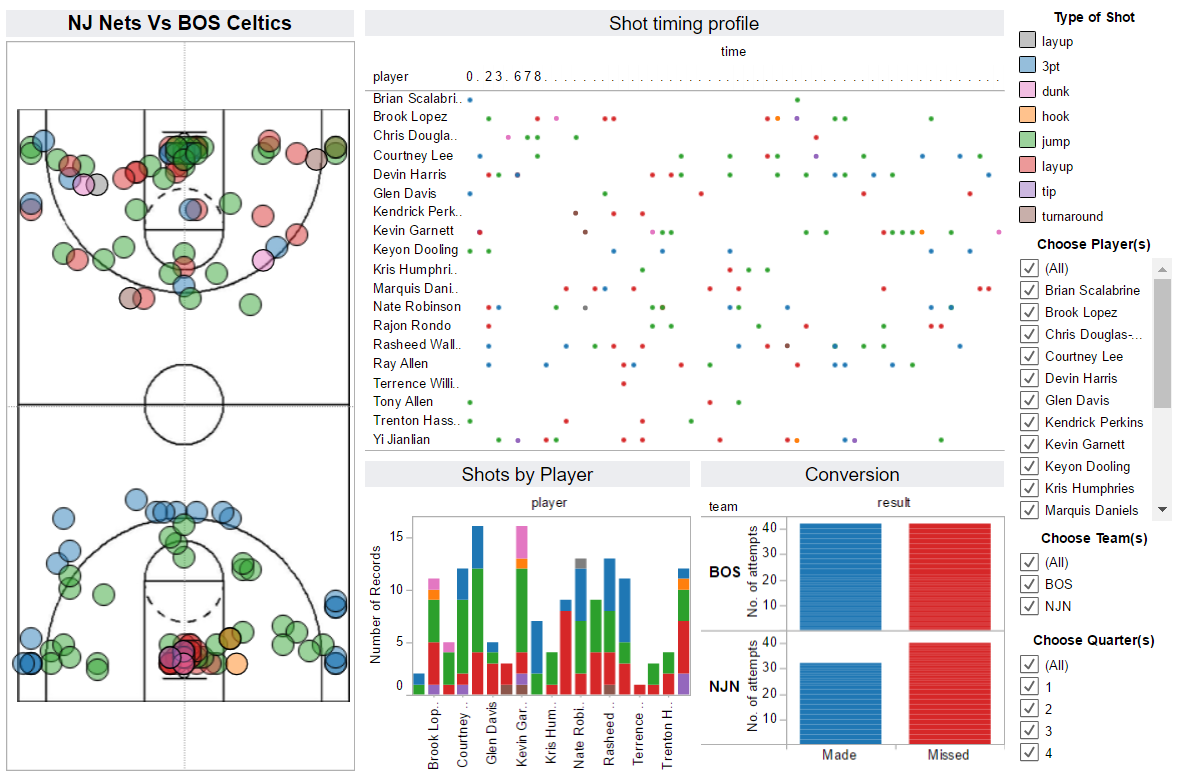 NJ Nets Vs BOS Celtics
Shot timing profile
time
player
0 . 2 3 . 6 7 8 . . . . . . . . . . . . . . . . . . . . . . . . . . . . . . . . . . . . . . . . . . . . . . . .
Brian Scalabri..
Brook Lopez
Chris Dougla..
Courtney Lee
Devin Harris
Glen Davis
Kendrick Perk..
Kevin Garnett
Keyon Dooling
Kris Humphri..
Marquis Dani..
Nate Robinson
Rajon Rondo
Rasheed Wall..
Ray Allen
Terrence Willi..
Tony Allen
Trenton Hass..
Yi Jianlian
Shots by Player
player
Number of Records
15
10
5
0
Brook Lop..
Courtney ..
Glen Davis
Kevin Gar..
Kris Hum..
Nate Robi..
Rasheed ..
Terrence ..
Trenton H..
Conversion
team
result
BOS
No. of attempts
40
30
20
10
NJN
No. of attempts
40
30
20
10
Made
Missed
Type of Shot
layup
3pt
dunk
hook
jump
layup
tip
turnaround
Choose Player(s)
(All)
Brian Scalabrine
Brook Lopez
Chris Douglas-...
Courtney Lee
Devin Harris
Glen Davis
Kendrick Perkins
Kevin Garnett
Keyon Dooling
Kris Humphries
Marquis Daniels
Choose Team(s)
(All)
BOS
NJN
Choose Quarter(s)
(All)
1
2
3
4